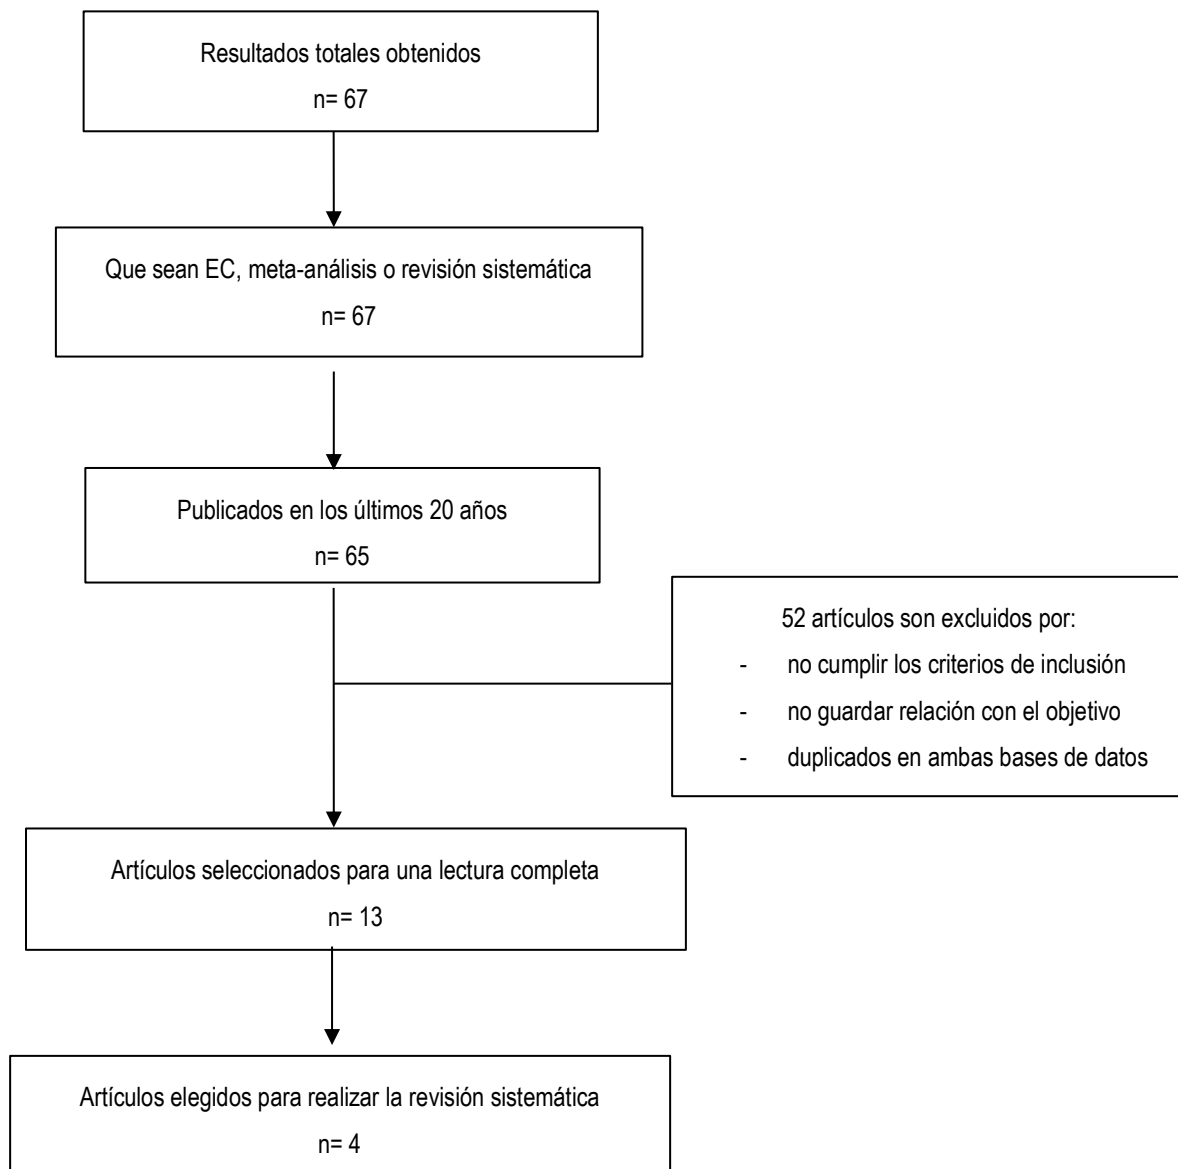 Resultados totales obtenidos
n= 67
Que sean EC, meta-análisis o revisión sistemática
n= 67
Publicados en los últimos 20 años
n= 65
52 artículos son excluidos por:
- no cumplir los criterios de inclusión
- no guardar relación con el objetivo
- duplicados en ambas bases de datos
Artículos seleccionados para una lectura completa
n= 13
Artículos elegidos para realizar la revisión sistemática
n= 4